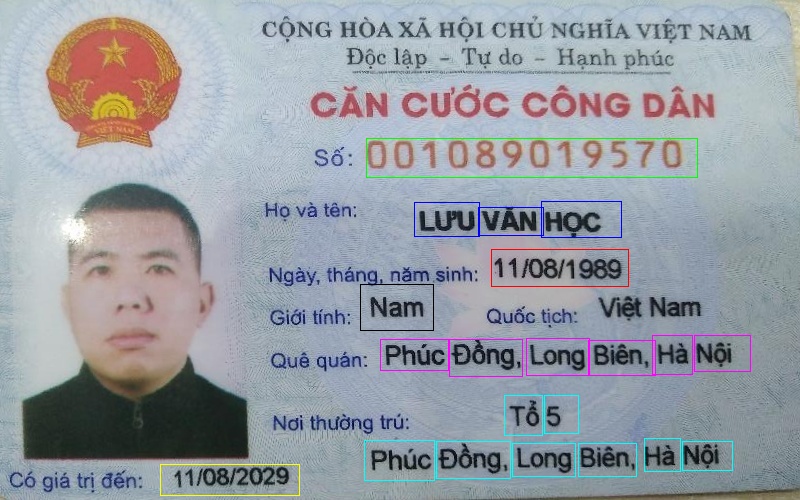 CỘNG HÒA XÃ HỘI CHỦ NGHĨA VIỆT NAM
Độc lập - Tự do - Hạnh phúc
CĂN CƯỚC CÔNG DÂN
Số: 001089019570
Họ và tên: LƯU VĂN HỌC
Ngày, tháng, năm sinh: 11/08/1989
Giới tính: Nam Quốc tịch: Việt Nam
Quê quán: Phúc Đồng, Long Biên, Hà Nội
Nơi thường trú: Tổ 5
Phúc Đồng, Long Biên, Hà Nội
Có giá trị đến: 11/08/2029